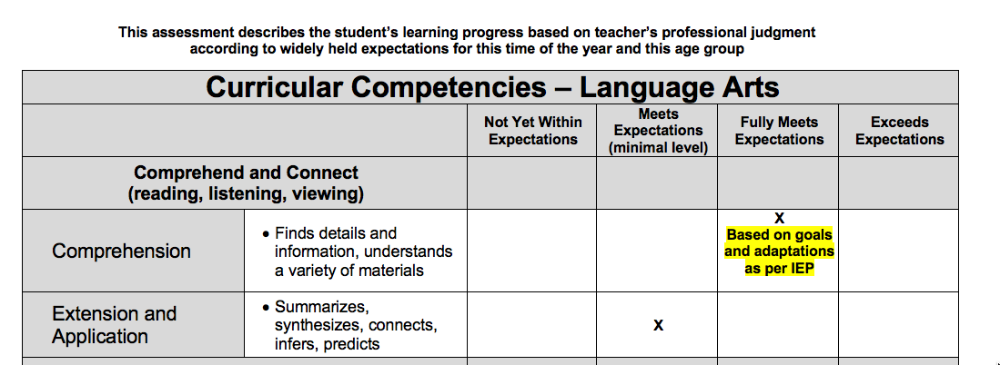 This assessment describes the student's learning progress based on teacher's professional judgment
according to widely held expectations for this time of the year and this age group
Curricular Competencies – Language Arts
Not Yet Within
Expectations
Meets
Expectations
(minimal level)
Fully Meets
Expectations
Exceeds
Expectations
Comprehend and Connect
(reading, listening, viewing)
Comprehension
• Finds details and
information, understands
a variety of materials
X
Based on goals
and adaptations
as per IEP
Extension and
Application
• Summarizes,
synthesizes, connects,
infers, predicts
X